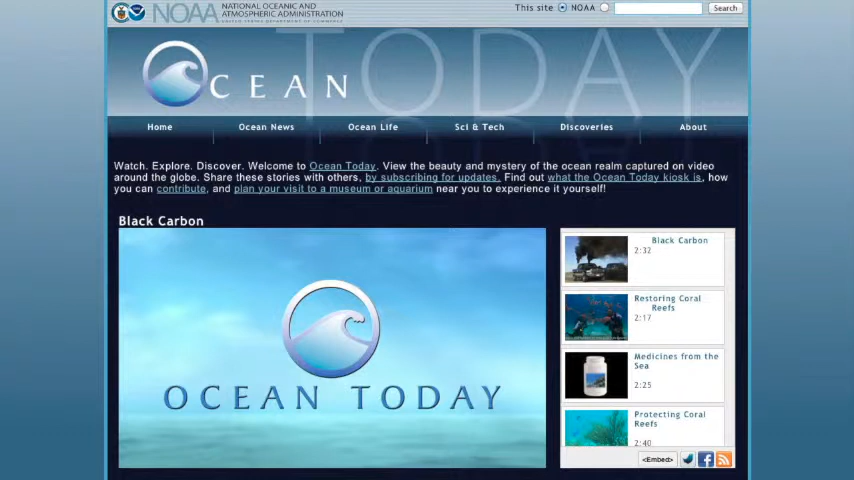 NOAA
NATIONAL OCEANIC AND
ATMOSPHERIC ADMINISTRATION
UNITED STATES DEPARTMENT OF COMMERCE
This site NOAA Search
TODAY
OCEAN
Home Ocean News Ocean Life Sci & Tech Discoveries About
Watch. Explore. Discover. Welcome to Ocean Today. View the beauty and mystery of the ocean realm captured on video
around the globe. Share these stories with others, by subscribing for updates. Find out what the Ocean Today kiosk is, how
you can contribute, and plan your visit to a museum or aquarium near you to experience it yourself!
Black Carbon
OCEAN TODAY
Black Carbon
2:32
Restoring Coral
Reefs
2:17
Medicines from the
Sea
2:25
Protecting Coral
Reefs
2:40
<Embed>